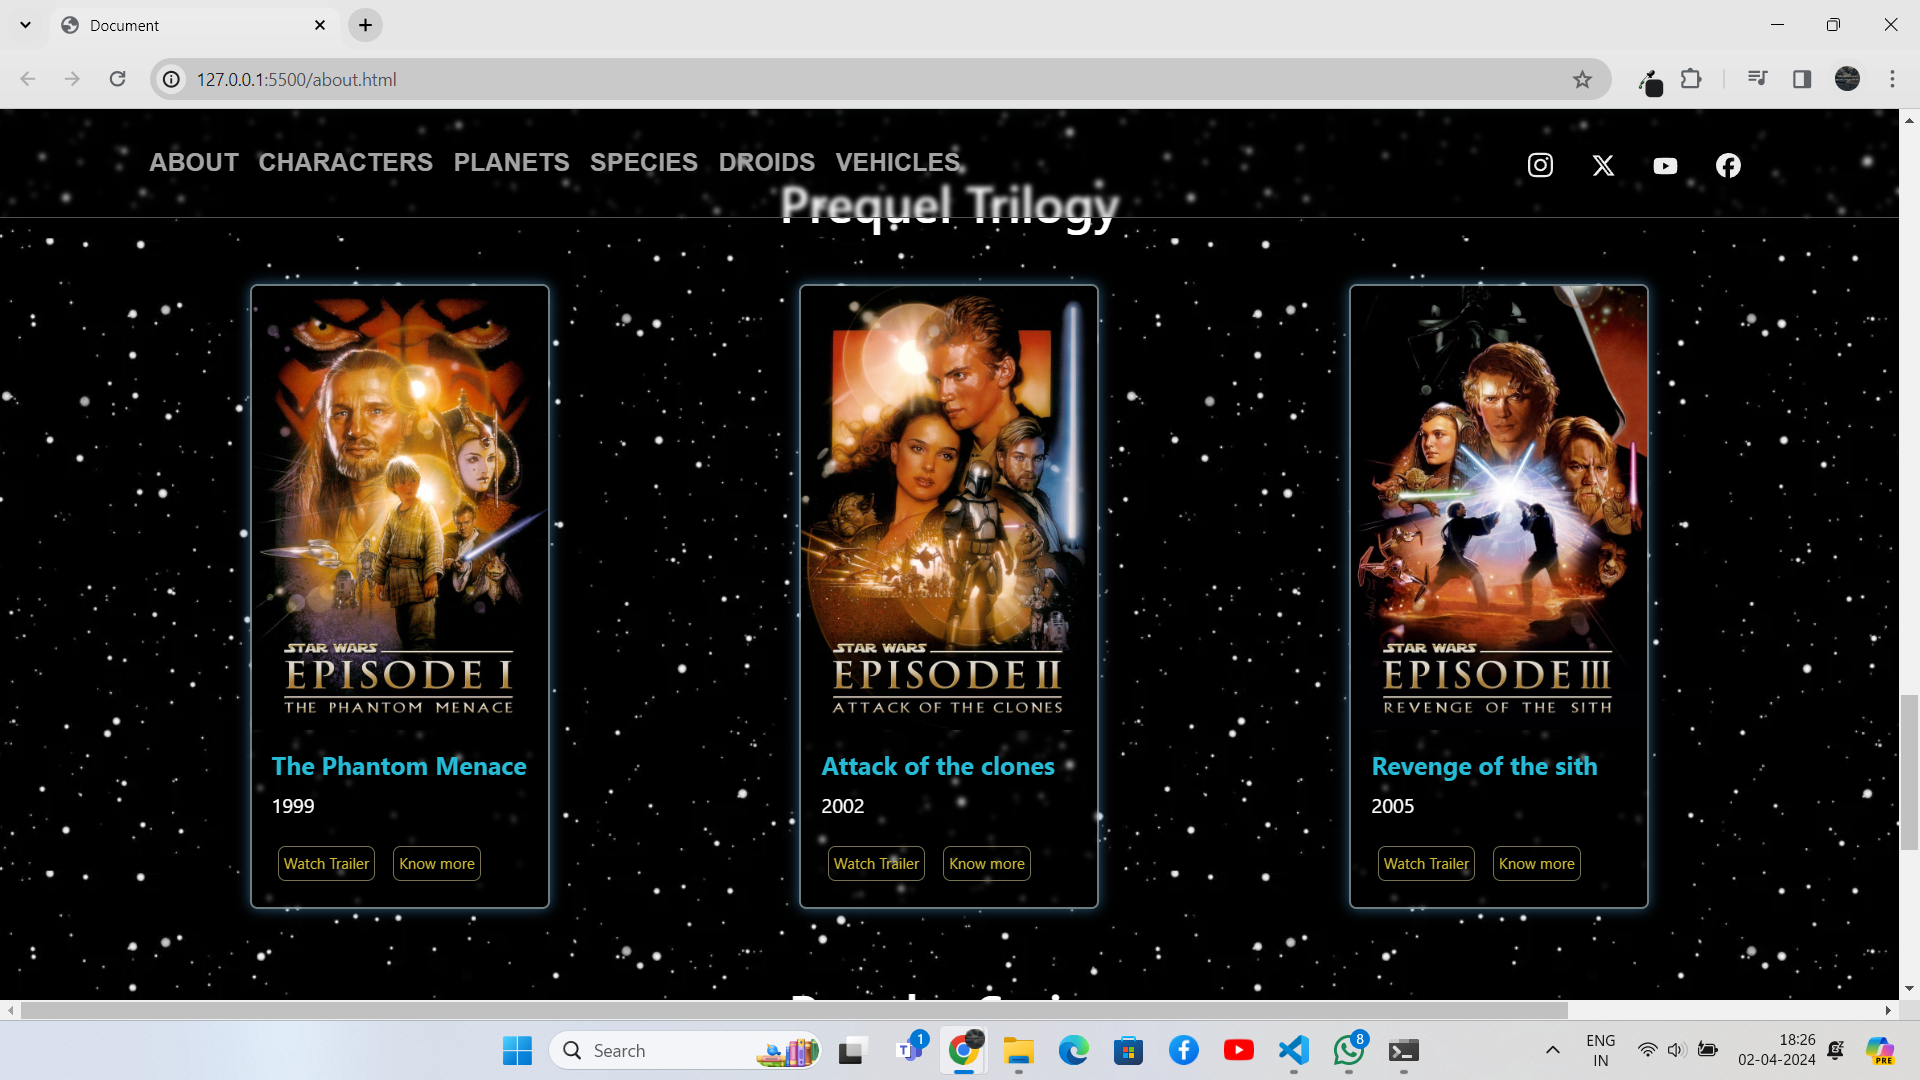 Document
127.0.0.1:5500/about.html
ABOUT CHARACTERS PLANETS SPECIES DROIDS VEHICLES
Prequel Trilogy
STAR WARS
EPISODE I
THE PHANTOM MENACE
The Phantom Menace
1999
Watch Trailer Know more
STAR WARS
EPISODE II
ATTACK OF THE CLONES
Attack of the clones
2002
Watch Trailer Know more
STAR WARS
EPISODE III
REVENGE OF THE SITH
Revenge of the sith
2005
Watch Trailer Know more
Search
1
8
ENG
IN
18:26
02-04-2024
PRE